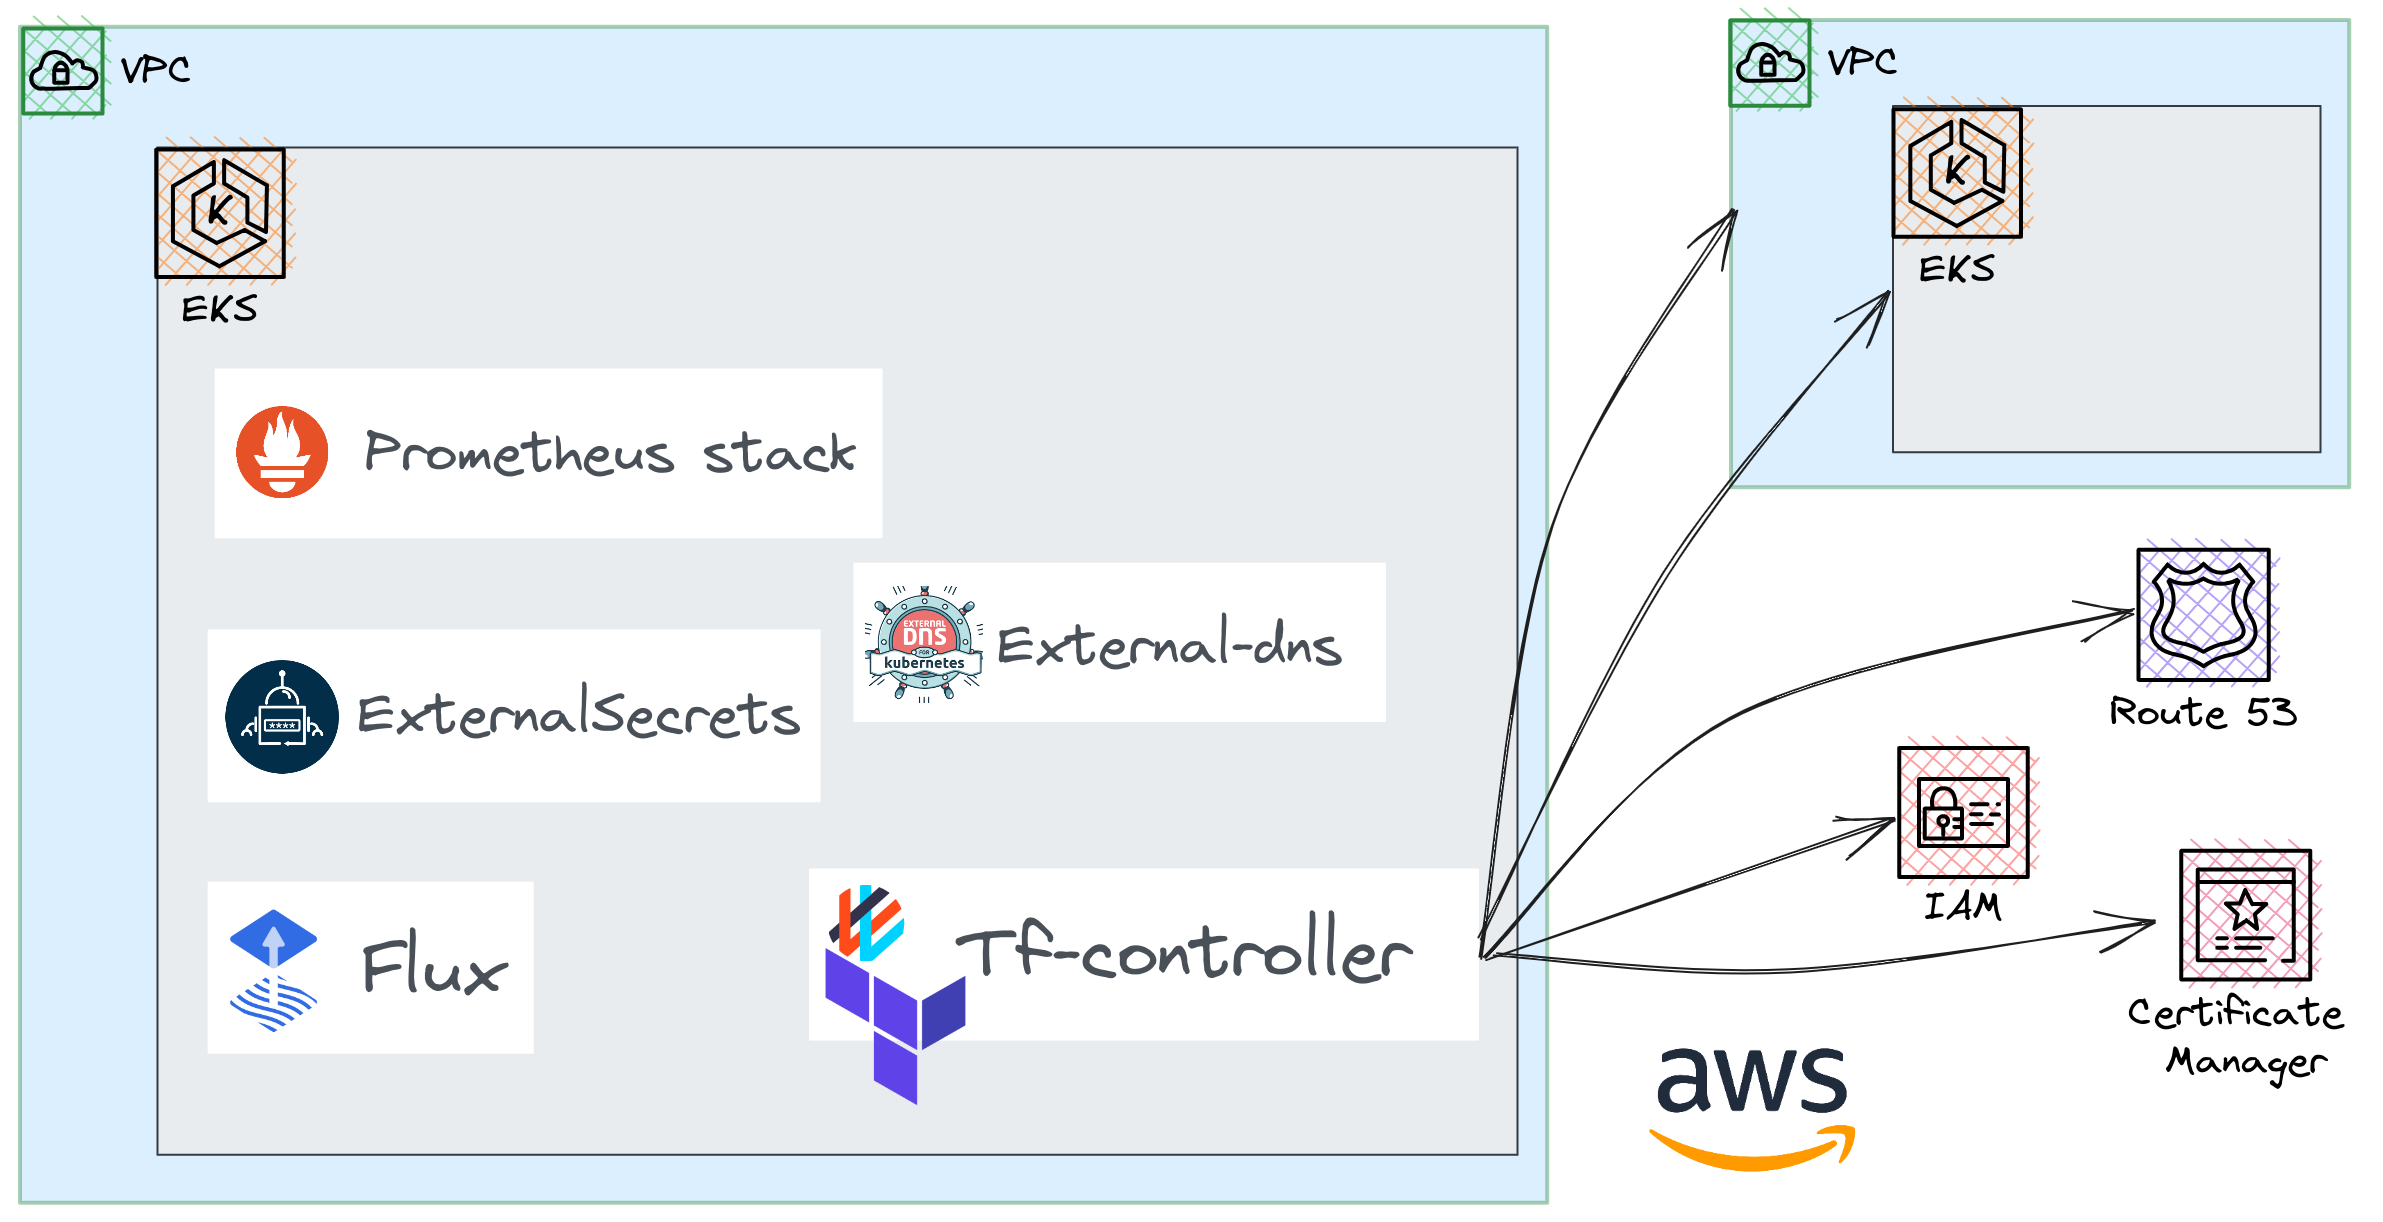 VPC
EKS
Prometheus stack
EXTERNAL
DNS
FOR
kubernetes
External-dns
****
ExternalSecrets
Flux
Tf-controller
VPC
K
EKS
K
Route 53
IAM
Certificate
Manager
aws